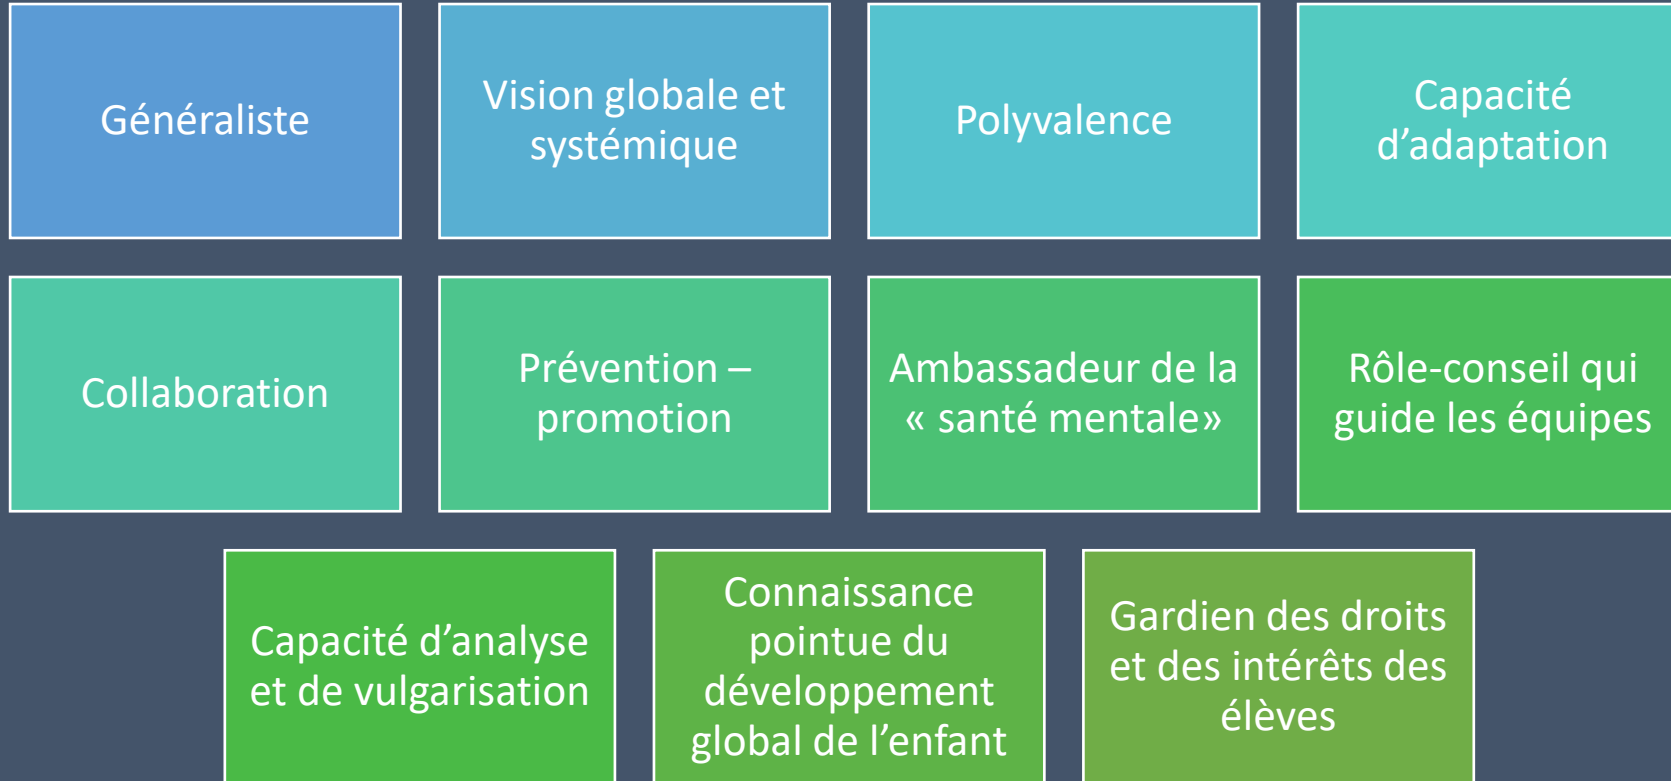 Généraliste
Vision globale et
systémique
Polyvalence
Capacité
d’adaptation
Collaboration
Prévention –
promotion
Ambassadeur de la
« santé mentale»
Rôle-conseil qui
guide les équipes
Capacité d’analyse
et de vulgarisation
Connaissance
pointue du
développement
global de l’enfant
Gardien des droits
et des intérêts des
élèves